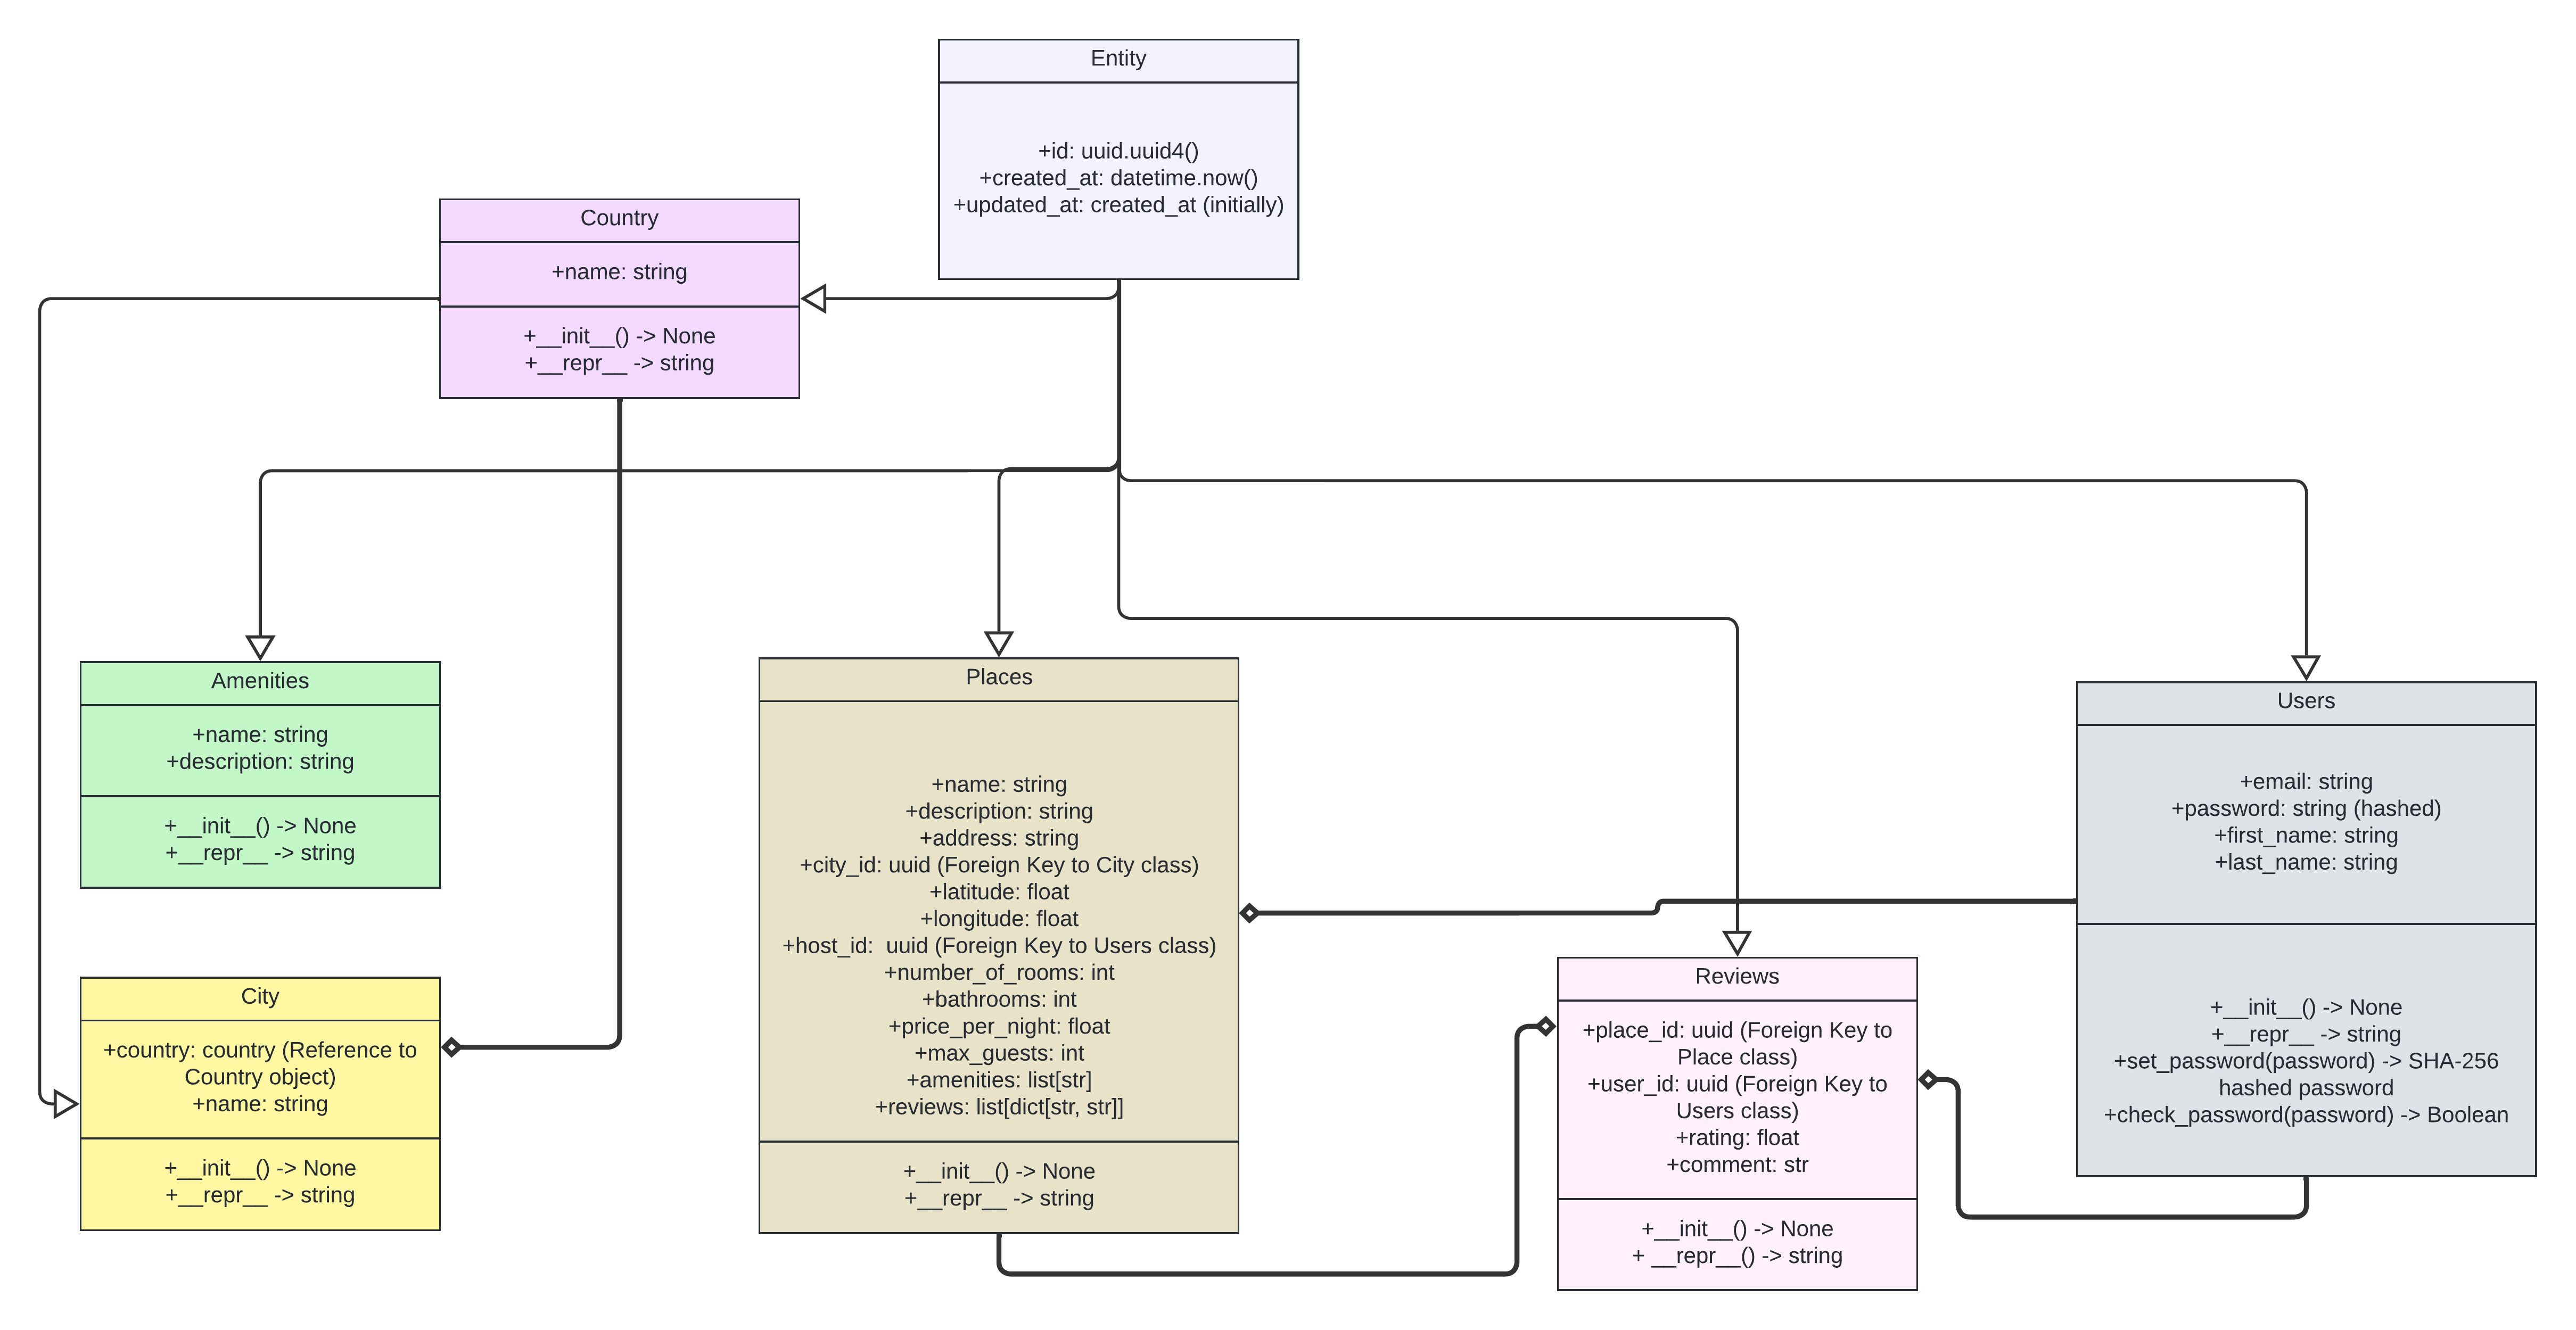 Entity
+id: uuid.uuid4()
+created_at: datetime.now()
+updated_at: created_at (initially)
Country
+name: string
+__init__() -> None
+__repr__ -> string
Amenities
+name: string
+description: string
+__init__() -> None
+__repr__ -> string
City
+country: country (Reference to
Country object)
+name: string
+__init__() -> None
+__repr__ -> string
Places
+name: string
+description: string
+address: string
+city_id: uuid (Foreign Key to City class)
+latitude: float
+longitude: float
+host_id:  uuid (Foreign Key to Users class)
+number_of_rooms: int
+bathrooms: int
+price_per_night: float
+max_guests: int
+amenities: list[str]
+reviews: list[dict[str, str]]
+__init__() -> None
+__repr__ -> string
Reviews
+place_id: uuid (Foreign Key to
Place class)
+user_id: uuid (Foreign Key to
Users class)
+rating: float
+comment: str
+__init__() -> None
+ __repr__() -> string
Users
+email: string
+password: string (hashed)
+first_name: string
+last_name: string
+__init__() -> None
+__repr__ -> string
+set_password(password) -> SHA-256
hashed password
+check_password(password) -> Boolean